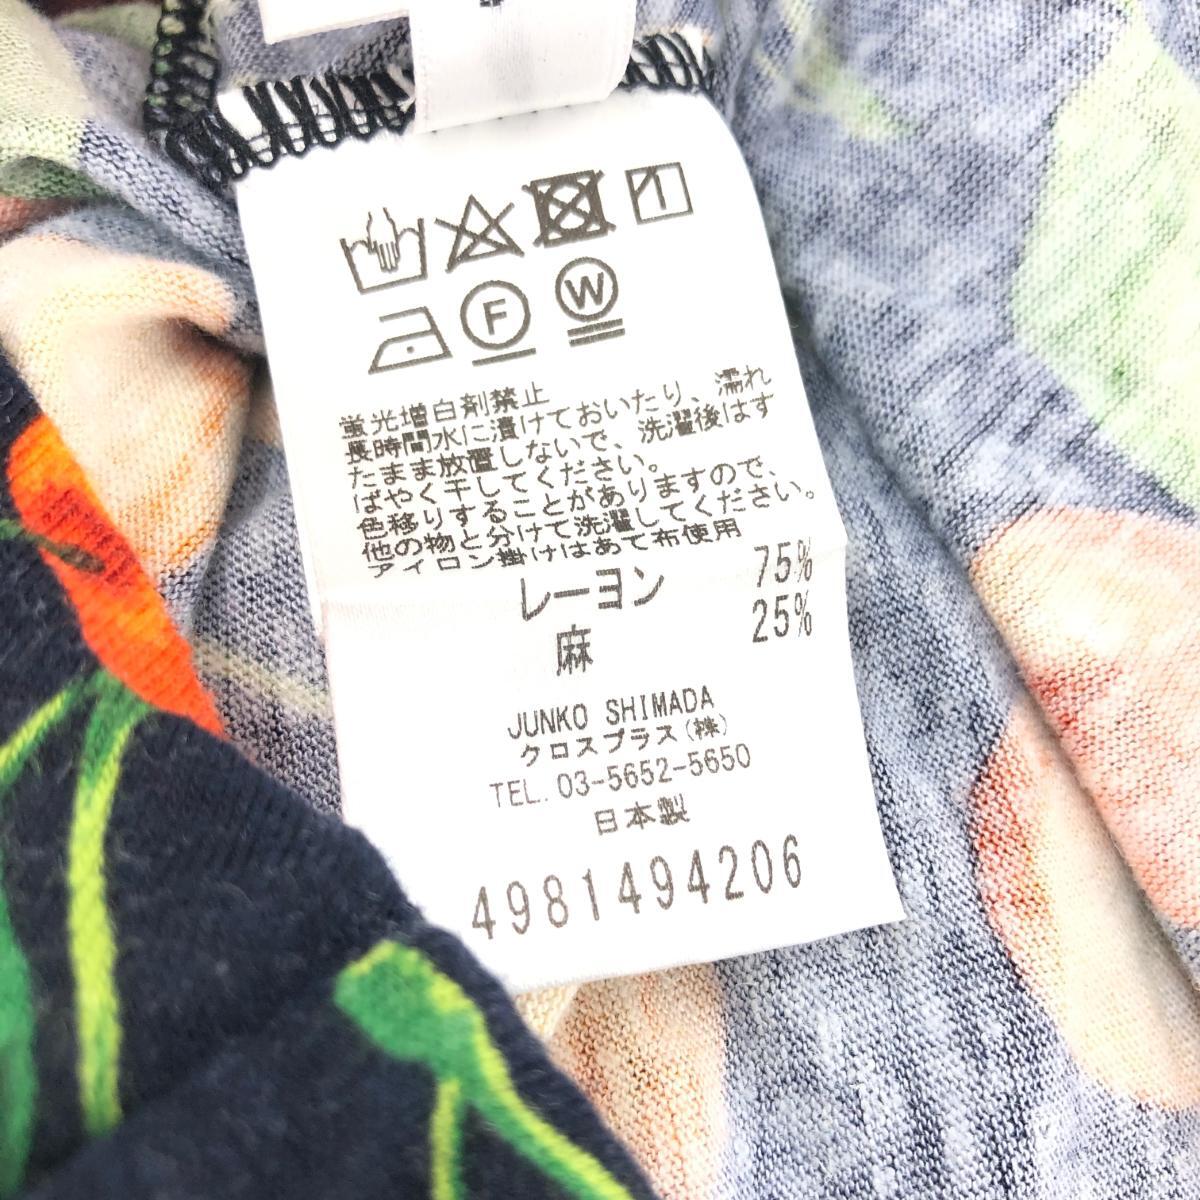 F
W
蛍光増白剤禁止
長時間水に漬けておいたり、濡れ
たまま放置しないで、洗濯後はす
ばやく干してください。
色移りすることがありますので、
他の物と分けて洗濯してください。
アイロン掛けはあて布使用
レーヨン 75%
麻 25%
JUNKO SHIMADA
クロスプラス(株)
TEL. 03-5652-5650
日本製
4981494206